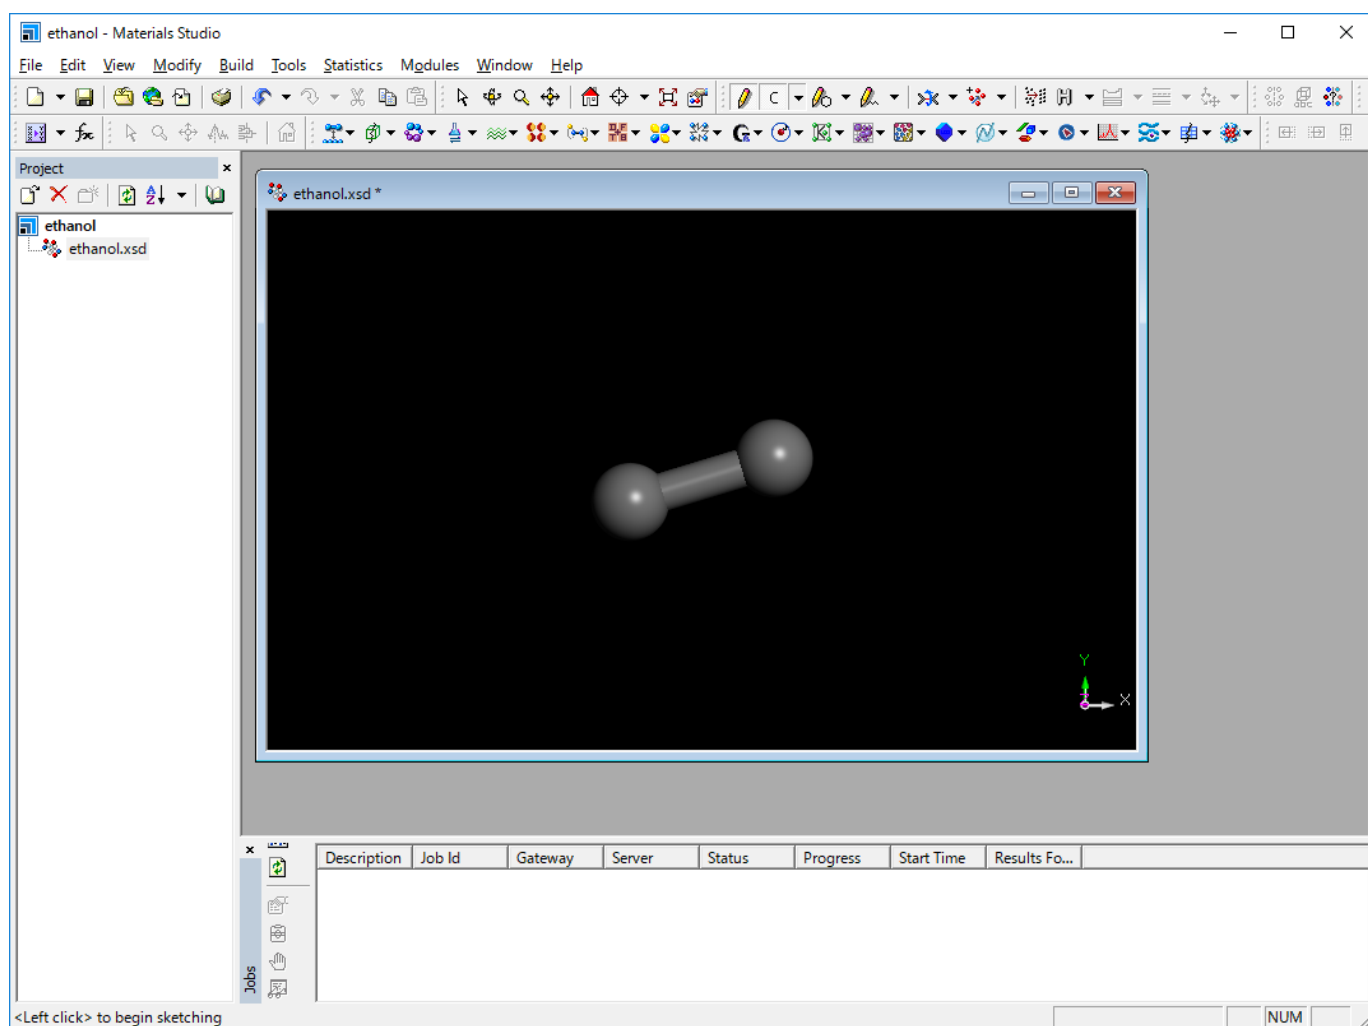 ethanol - Materials Studio
File Edit View Modify Build Tools Statistics Modules Window Help
C
Project
ethanol
ethanol.xsd
ethanol.xsd *
Y
X
Jobs
Description Job Id Gateway Server Status Progress Start Time Results Fo...
<Left click> to begin sketching
NUM